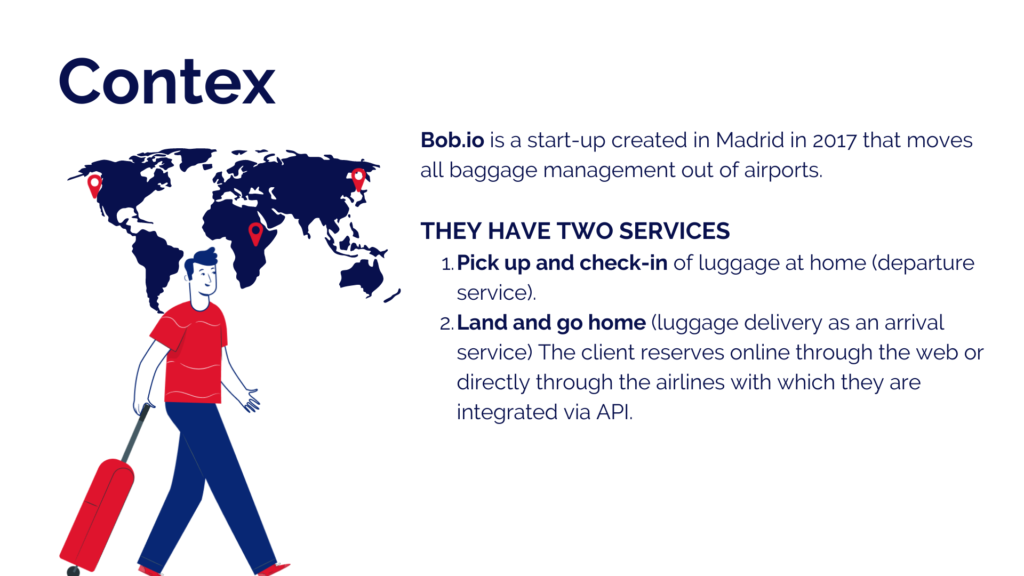 Contex
Bob.io is a start-up created in Madrid in 2017 that moves
all baggage management out of airports.
THEY HAVE TWO SERVICES
1. Pick up and check-in of luggage at home (departure
service).
2. Land and go home (luggage delivery as an arrival
service) The client reserves online through the web or
directly through the airlines with which they are
integrated via API.